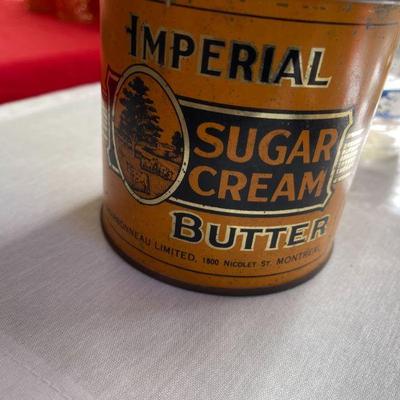 IMPERIAL
SUGAR
CREAM
BUTTER
LIMITED, 1800 NICOLET ST. MONTREAL